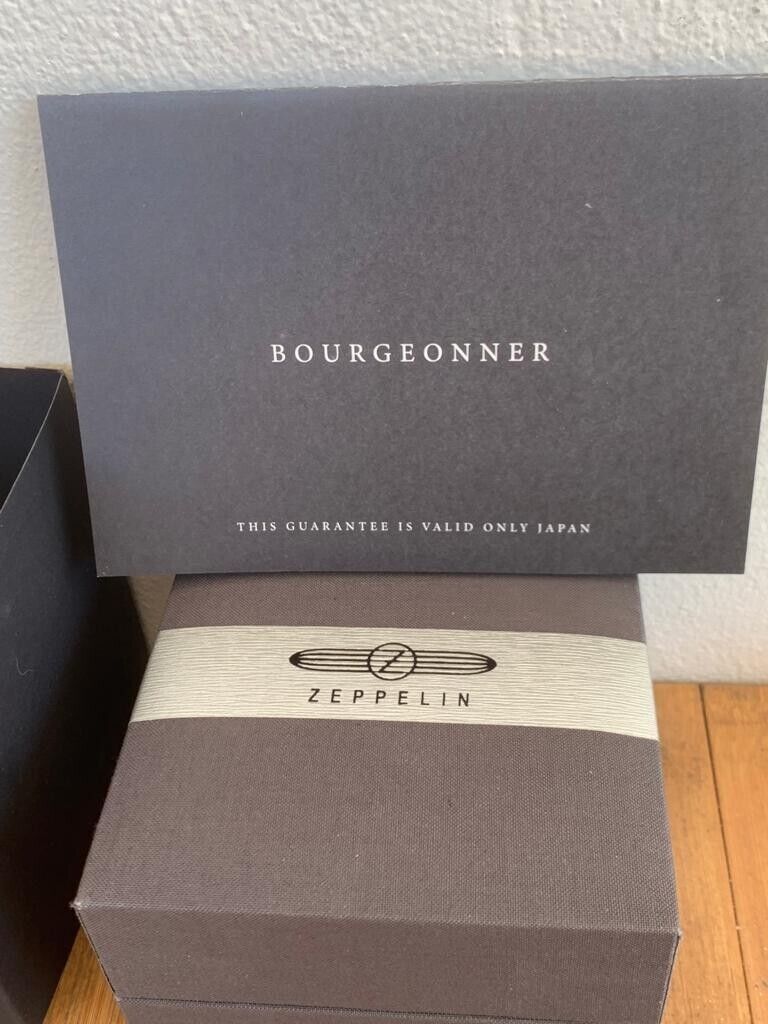 BOURGEONNER
THIS GUARANTEE IS VALID ONLY JAPAN
Z
ZEPPELIN